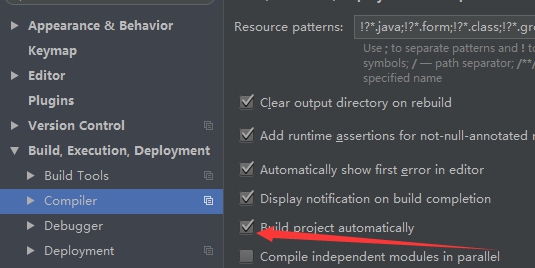 Appearance & Behavior
Keymap
Editor
Plugins
Version Control
Build, Execution, Deployment
Build Tools
Compiler
Debugger
Deployment
Resource patterns: !?*.java;!?*.form;!?*.class;!?*.gr
Use ; to separate patterns and ! to
symbols; / — path separator; /**/
specified name
Clear output directory on rebuild
Add runtime assertions for not-null-annotated
Automatically show first error in editor
Display notification on build completion
Build project automatically
Compile independent modules in parallel